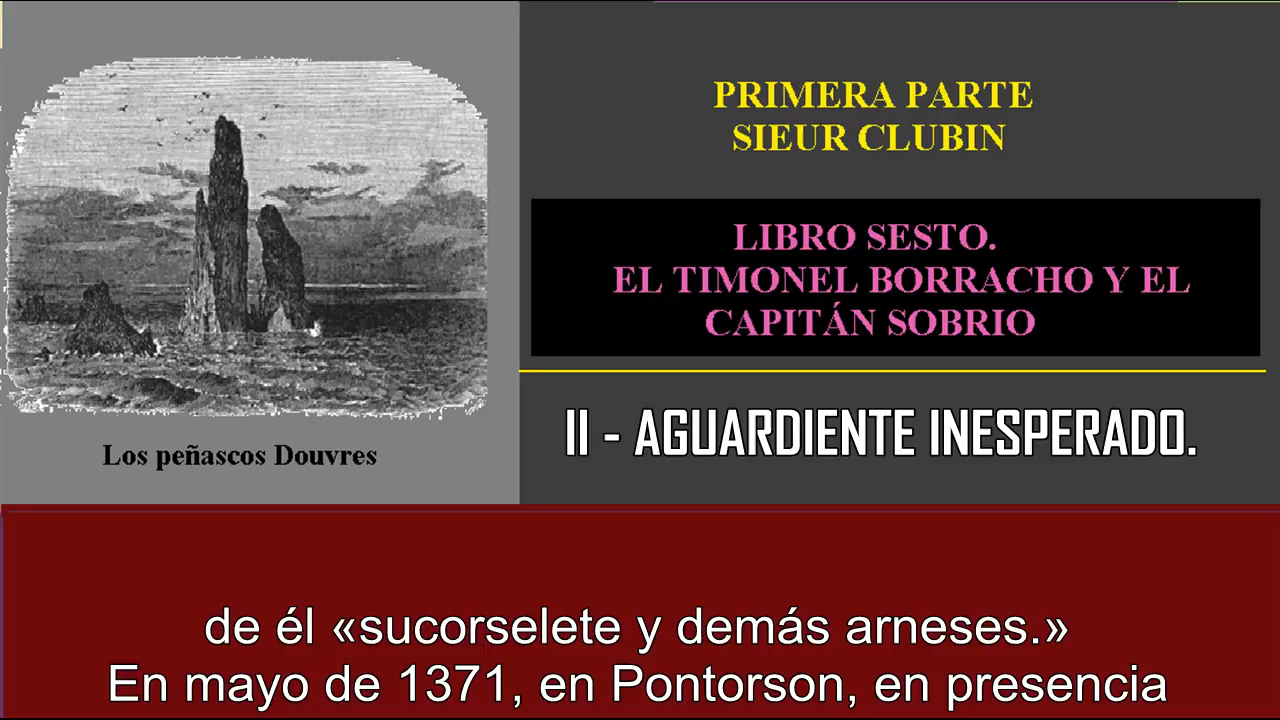 PRIMERA PARTE
SIEUR CLUBIN
LIBRO SESTO.
EL TIMONEL BORRACHO Y EL
CAPITÁN SOBRIO
II - AGUARDIENTE INESPERADO.
Los peñascos Douvres
de él «sucorselete y demás arneses.»
En mayo de 1371, en Pontorson, en presencia